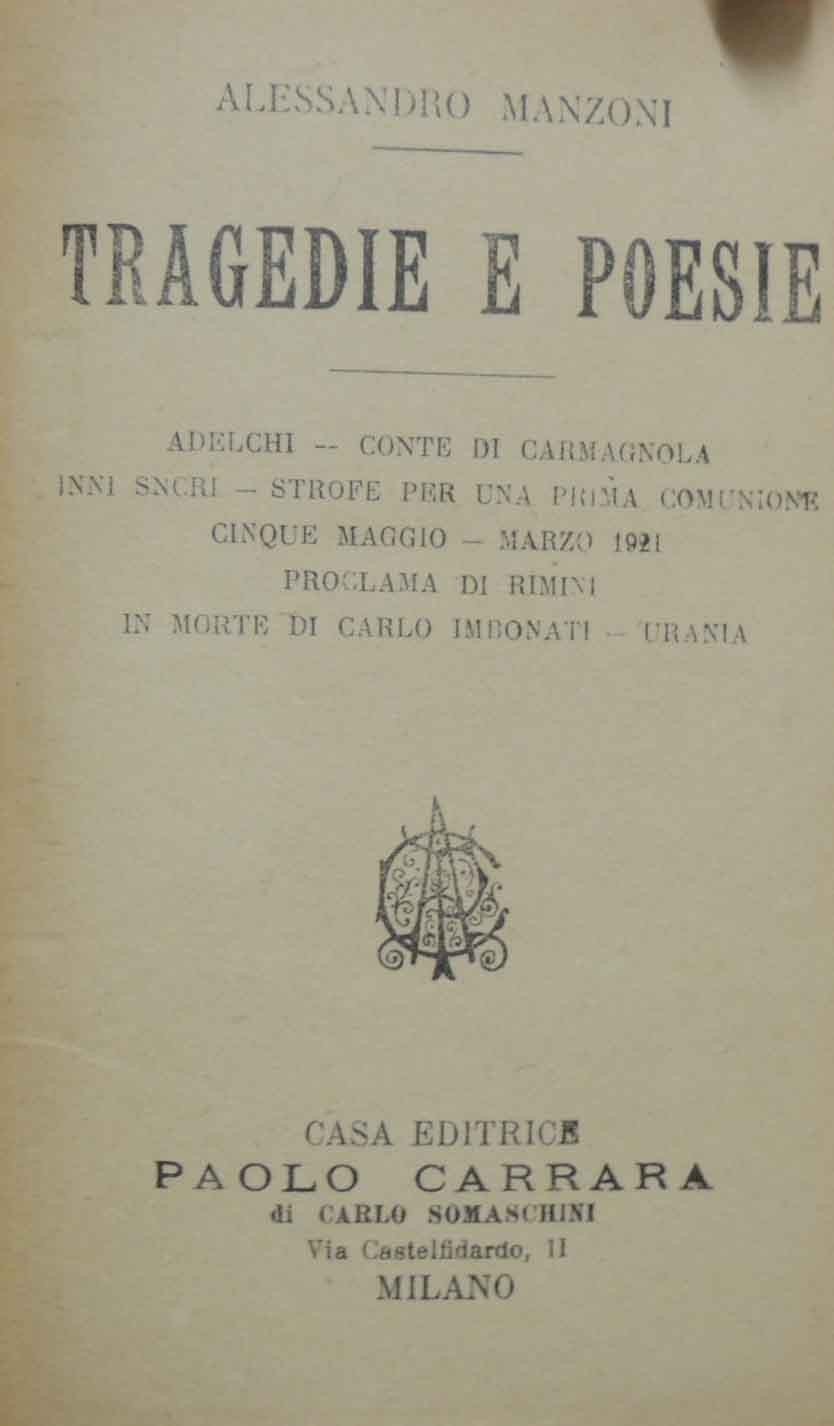 ALESSANDRO MANZONI
TRAGEDIE E POESIE
ADELCHI -- CONTE DI CARMAGNOLA
INNI SNCRI — STROFE PER UNA PRIMA COMUNIONE
CINQUE MAGGIO — MARZO 1921
PROCLAMA DI RIMINI
IN MORTE DI CARLO IMBONATI — URANIA
CASA EDITRICE
PAOLO CARRARA
di CARLO SOMASCHINI
Via Castelfidardo, 11
MILANO